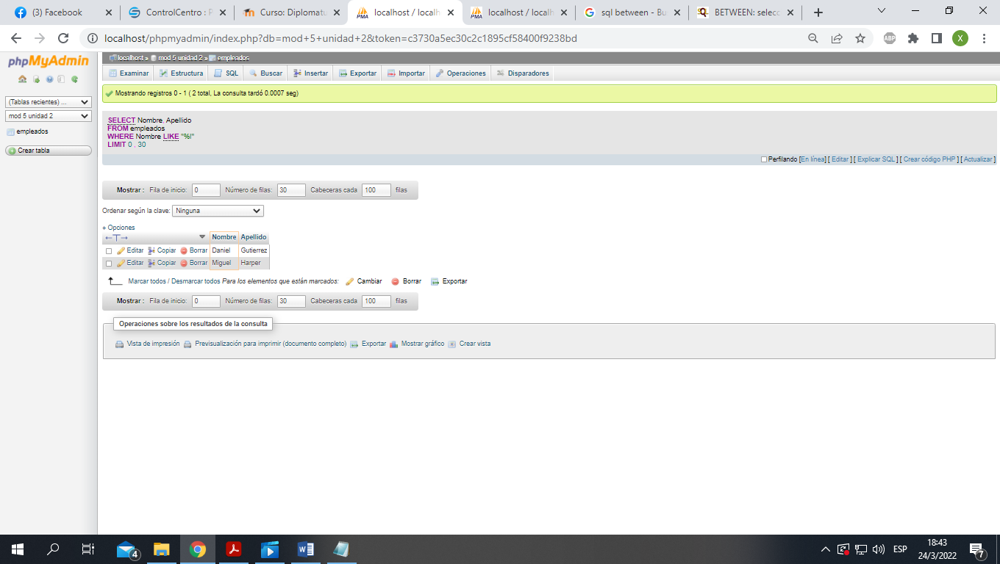 (3) Facebook
ControlCentro : P
Curso: Diplomatu
localhost / localh
localhost / localh
sql between - Bu
BETWEEN: selecc
localhost/phpmyadmin/index.php?db=mod+5+unidad+2&token=c3730a5ec30c2c1895cf58400f9238bd
ABP
X
phpMyAdmin
localhost » mod 5 unidad 2 » empleados
Examinar Estructura SQL Buscar Insertar Exportar Importar Operaciones Disparadores
(Tablas recientes) ...
mod 5 unidad 2
empleados
Crear tabla
Mostrando registros 0 - 1 ( 2 total, La consulta tardó 0.0007 seg)
SELECT Nombre, Apellido
FROM empleados
WHERE Nombre LIKE "%l"
LIMIT 0 , 30
Perfilando [En línea] [ Editar ] [ Explicar SQL ] [ Crear código PHP ] [ Actualizar ]
Mostrar : Fila de inicio: 0 Número de filas: 30 Cabeceras cada 100 filas
Ordenar según la clave: Ninguna
+ Opciones
←T→ Nombre Apellido
Editar Copiar Borrar Daniel Gutierrez
Editar Copiar Borrar Miguel Harper
Marcar todos / Desmarcar todos Para los elementos que están marcados: Cambiar Borrar Exportar
Mostrar : Fila de inicio: 0 Número de filas: 30 Cabeceras cada 100 filas
Operaciones sobre los resultados de la consulta
Vista de impresión Previsualización para imprimir (documento completo) Exportar Mostrar gráfico Crear vista
4
ESP
18:43
24/3/2022
7